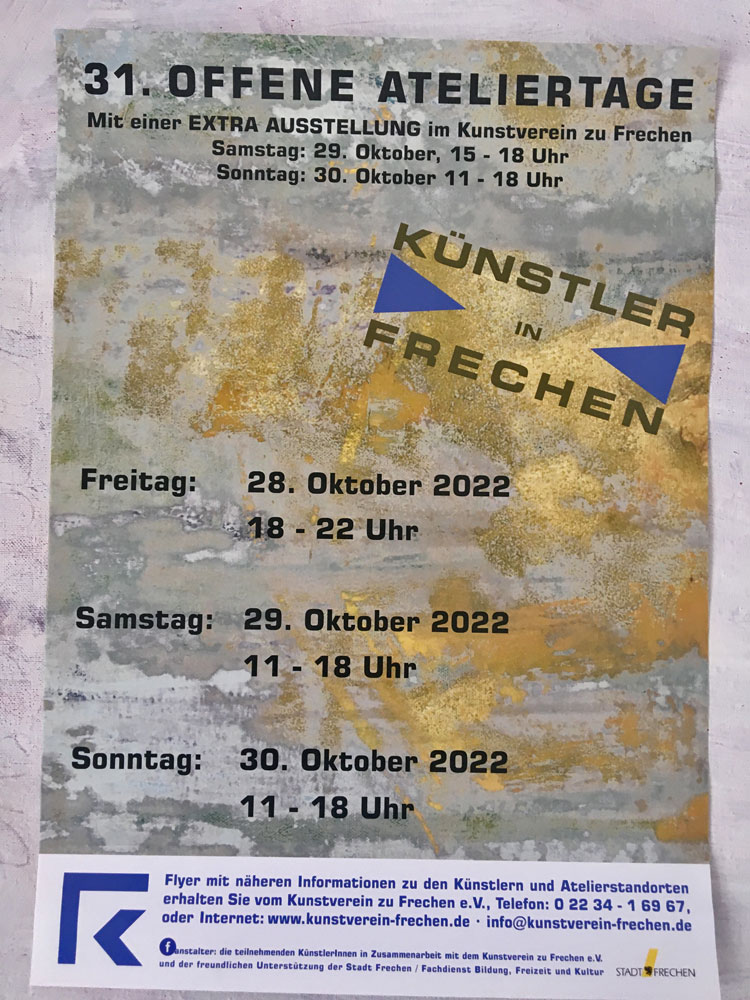 31. OFFENE ATELIERTAGE
Mit einer EXTRA AUSSTELLUNG im Kunstverein zu Frechen
Samstag: 29. Oktober, 15 - 18 Uhr
Sonntag: 30. Oktober 11 - 18 Uhr
KÜNSTLER
IN
FRECHEN
Freitag: 28. Oktober 2022
18 - 22 Uhr
Samstag: 29. Oktober 2022
11 - 18 Uhr
Sonntag: 30. Oktober 2022
11 - 18 Uhr
Flyer mit näheren Informationen zu den Künstlern und Atelierstandorten
erhalten Sie vom Kunstverein zu Frechen e.V., Telefon: 0 22 34 - 1 69 67,
oder Internet: www.kunstverein-frechen.de · info@kunstverein-frechen.de
f anstalter: die teilnehmenden KünstlerInnen in Zusammenarbeit mit dem Kunstverein zu Frechen e.V.
und der freundlichen Unterstützung der Stadt Frechen / Fachdienst Bildung, Freizeit und Kultur
STADT FRECHEN